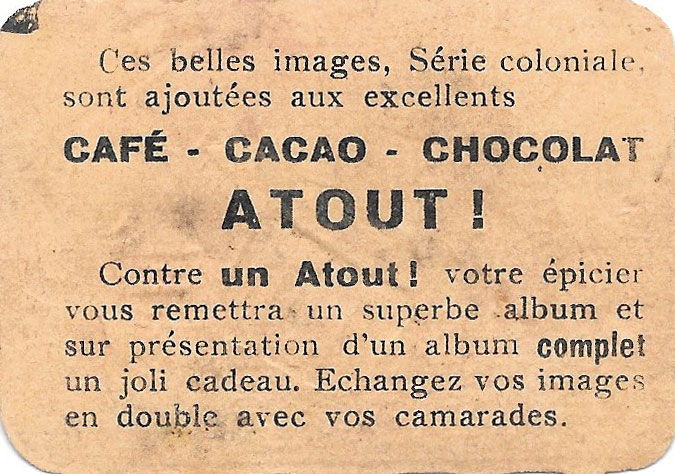 Ces belles images, Série coloniale,
sont ajoutées aux excellents
CAFÉ - CACAO - CHOCOLAT
ATOUT !
Contre un Atout! votre épicier
vous remettra un superbe album et
sur présentation d'un album complet
un joli cadeau. Echangez vos images
en double avec vos camarades.